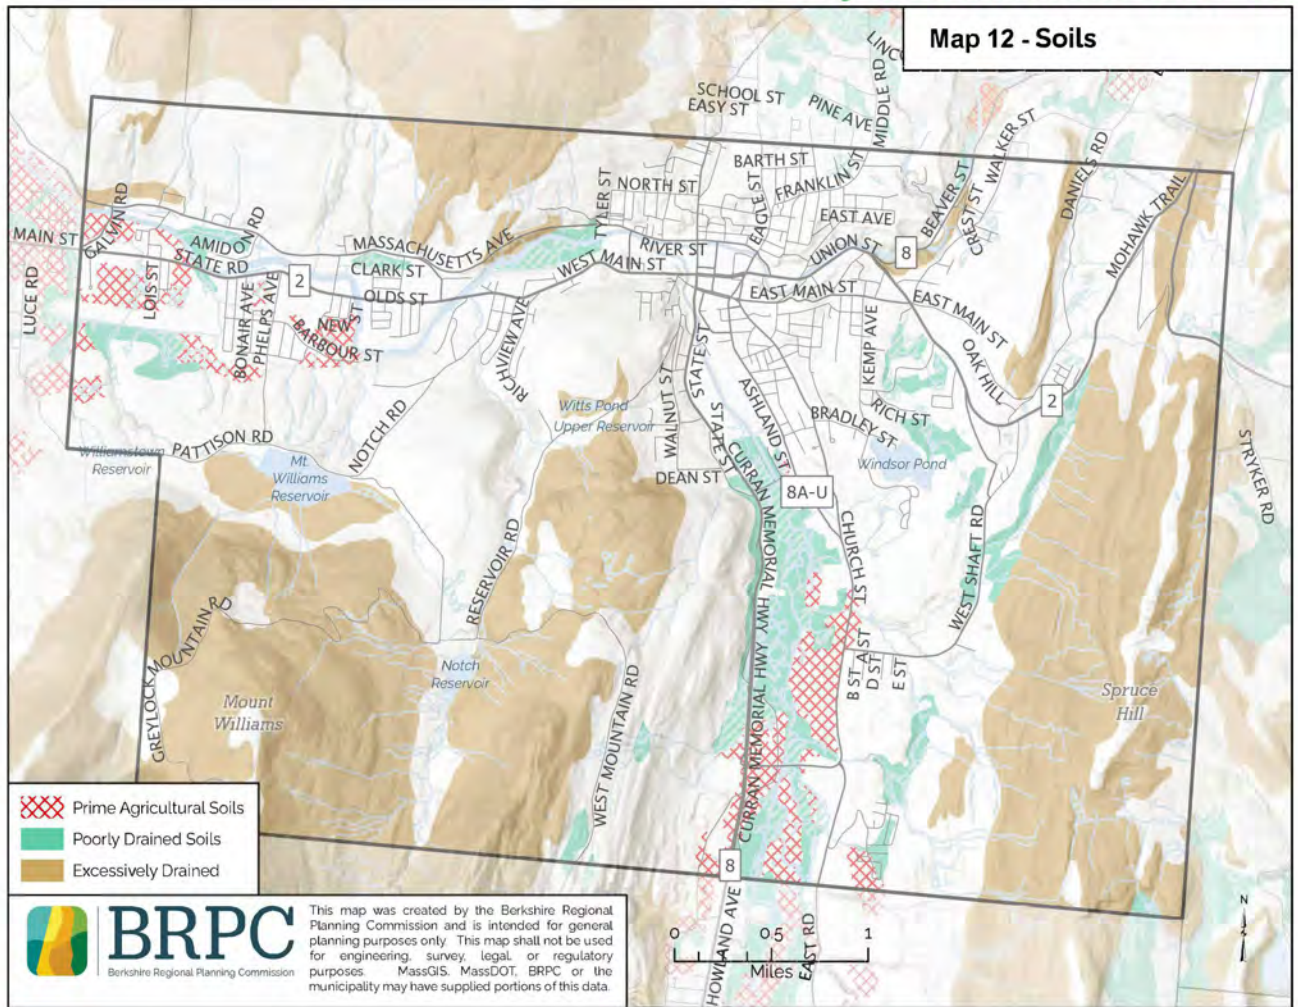 Map 12 - Soils
MIDDLE RD
SCHOOL ST
EASY ST
PINE AVE
WALKER ST
DANIELS RD
BARTH ST
NORTH ST
FRANKLIN ST
EAGLE ST
TYLER ST
EAST AVE
BEAVER ST
CREST ST
MOHAWK TRAIL
GALVIN RD
MAIN ST
AMIDON RD
STATE RD
MASSACHUSETTS AVE
CLARK ST
WEST MAIN ST
RIVER ST
UNION ST
8
2
OLDS ST
EAST MAIN ST
EAST MAIN ST
LUCE RD
LOIS ST
BONAIR AVE
PHELPS AVE
NEW ST
BARBOUR ST
RICHVIEW AVE
STATE ST
KEMP AVE
OAK HILL
2
WALNUT ST
ASHLAND ST
Witts Pond
Upper Reservoir
STATE ST
BRADLEY ST
RICH ST
NOTCH RD
PATTISON RD
Williamstown
Reservoir
Mt.
Williams
Reservoir
DEAN ST
Windsor Pond
STRYKER RD
8A-U
CURRAN MEMORIAL HWY
CHURCH ST
RESERVOIR RD
WEST SHAFT RD
GREYLOCK MOUNTAIN RD
Notch
Reservoir
WEST MOUNTAIN RD
B ST
A ST
D ST
E ST
Mount
Williams
Spruce
Hill
CURRAN MEMORIAL HWY
8
HOWLAND AVE
EAST RD
Prime Agricultural Soils
Poorly Drained Soils
Excessively Drained
BRPC
Berkshire Regional Planning Commission
This map was created by the Berkshire Regional
Planning Commission and is intended for general
planning purposes only. This map shall not be used
for engineering, survey, legal, or regulatory
purposes. MassGIS, MassDOT, BRPC or the
municipality may have supplied portions of this data.
0 0.5 1
Miles
N